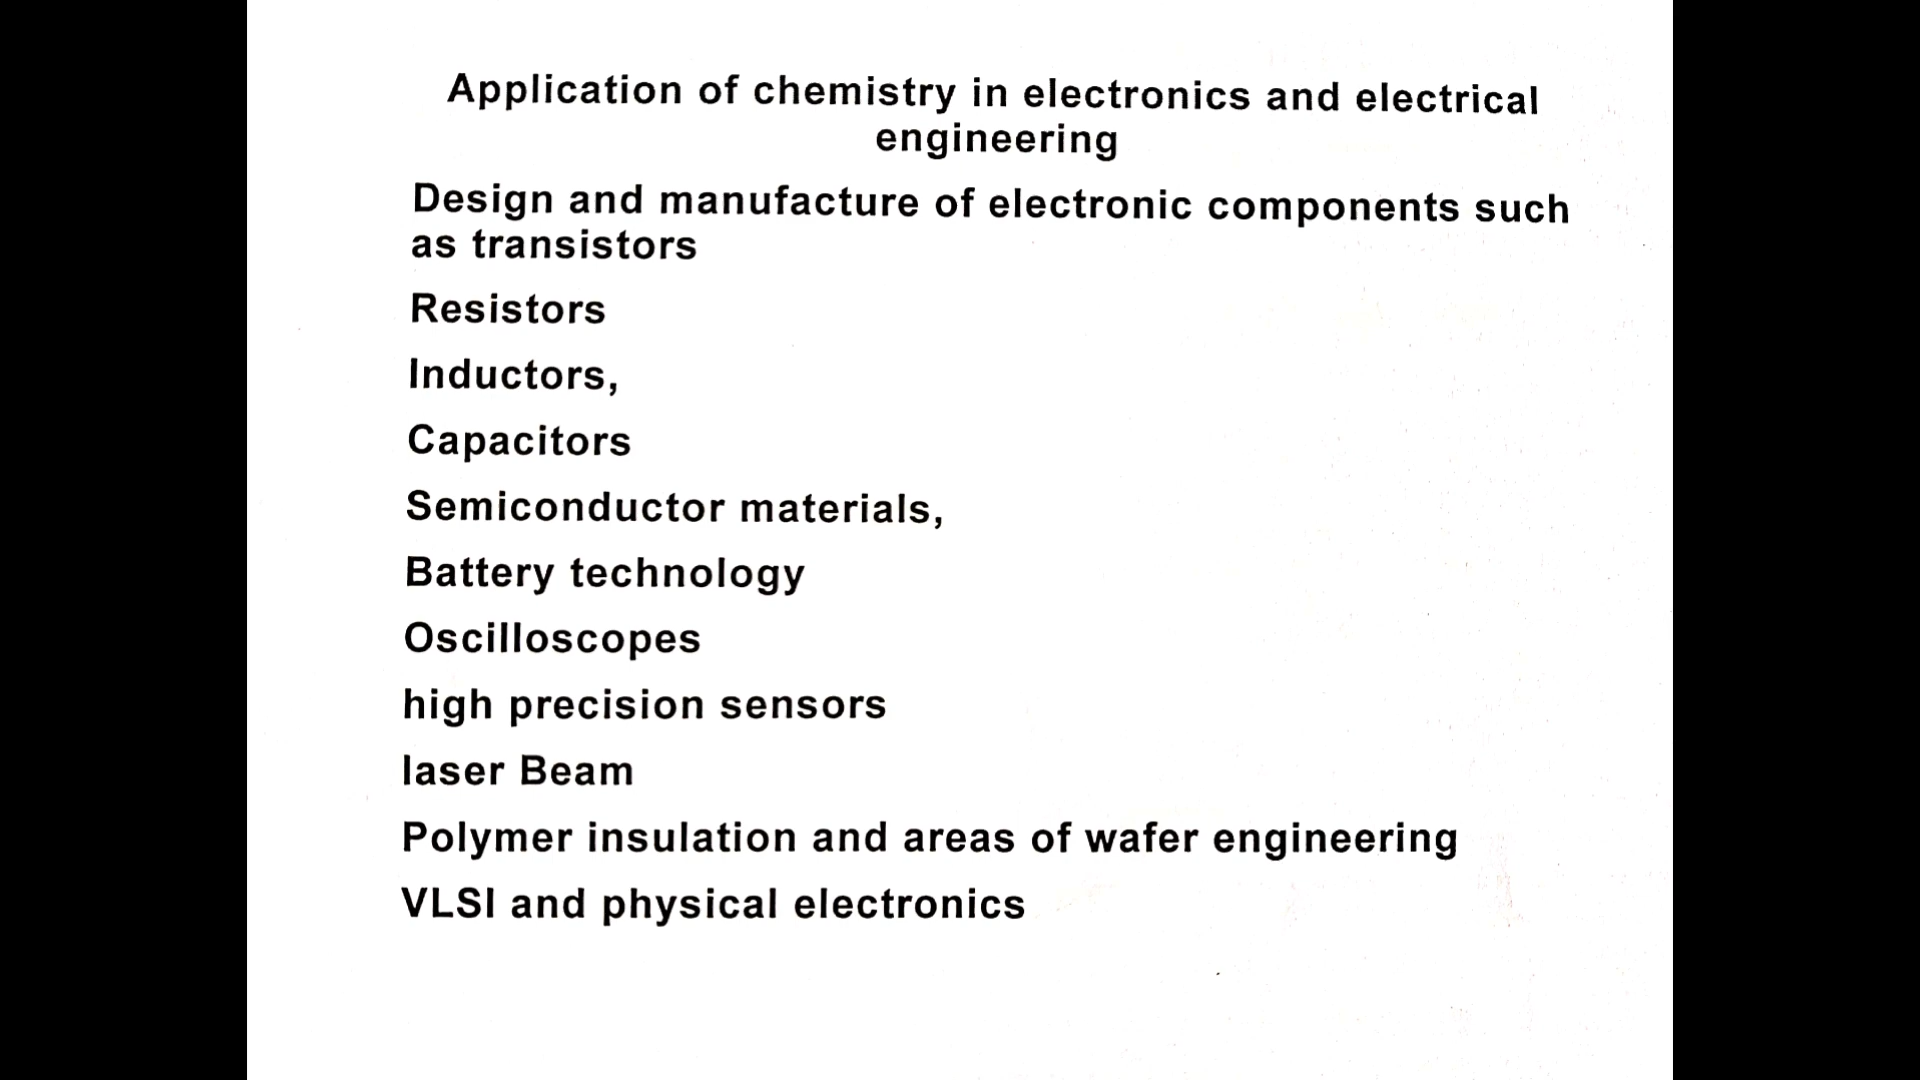 Application of chemistry in electronics and electrical
engineering
Design and manufacture of electronic components such
as transistors
Resistors
Inductors,
Capacitors
Semiconductor materials,
Battery technology
Oscilloscopes
high precision sensors
laser Beam
Polymer insulation and areas of wafer engineering
VLSI and physical electronics